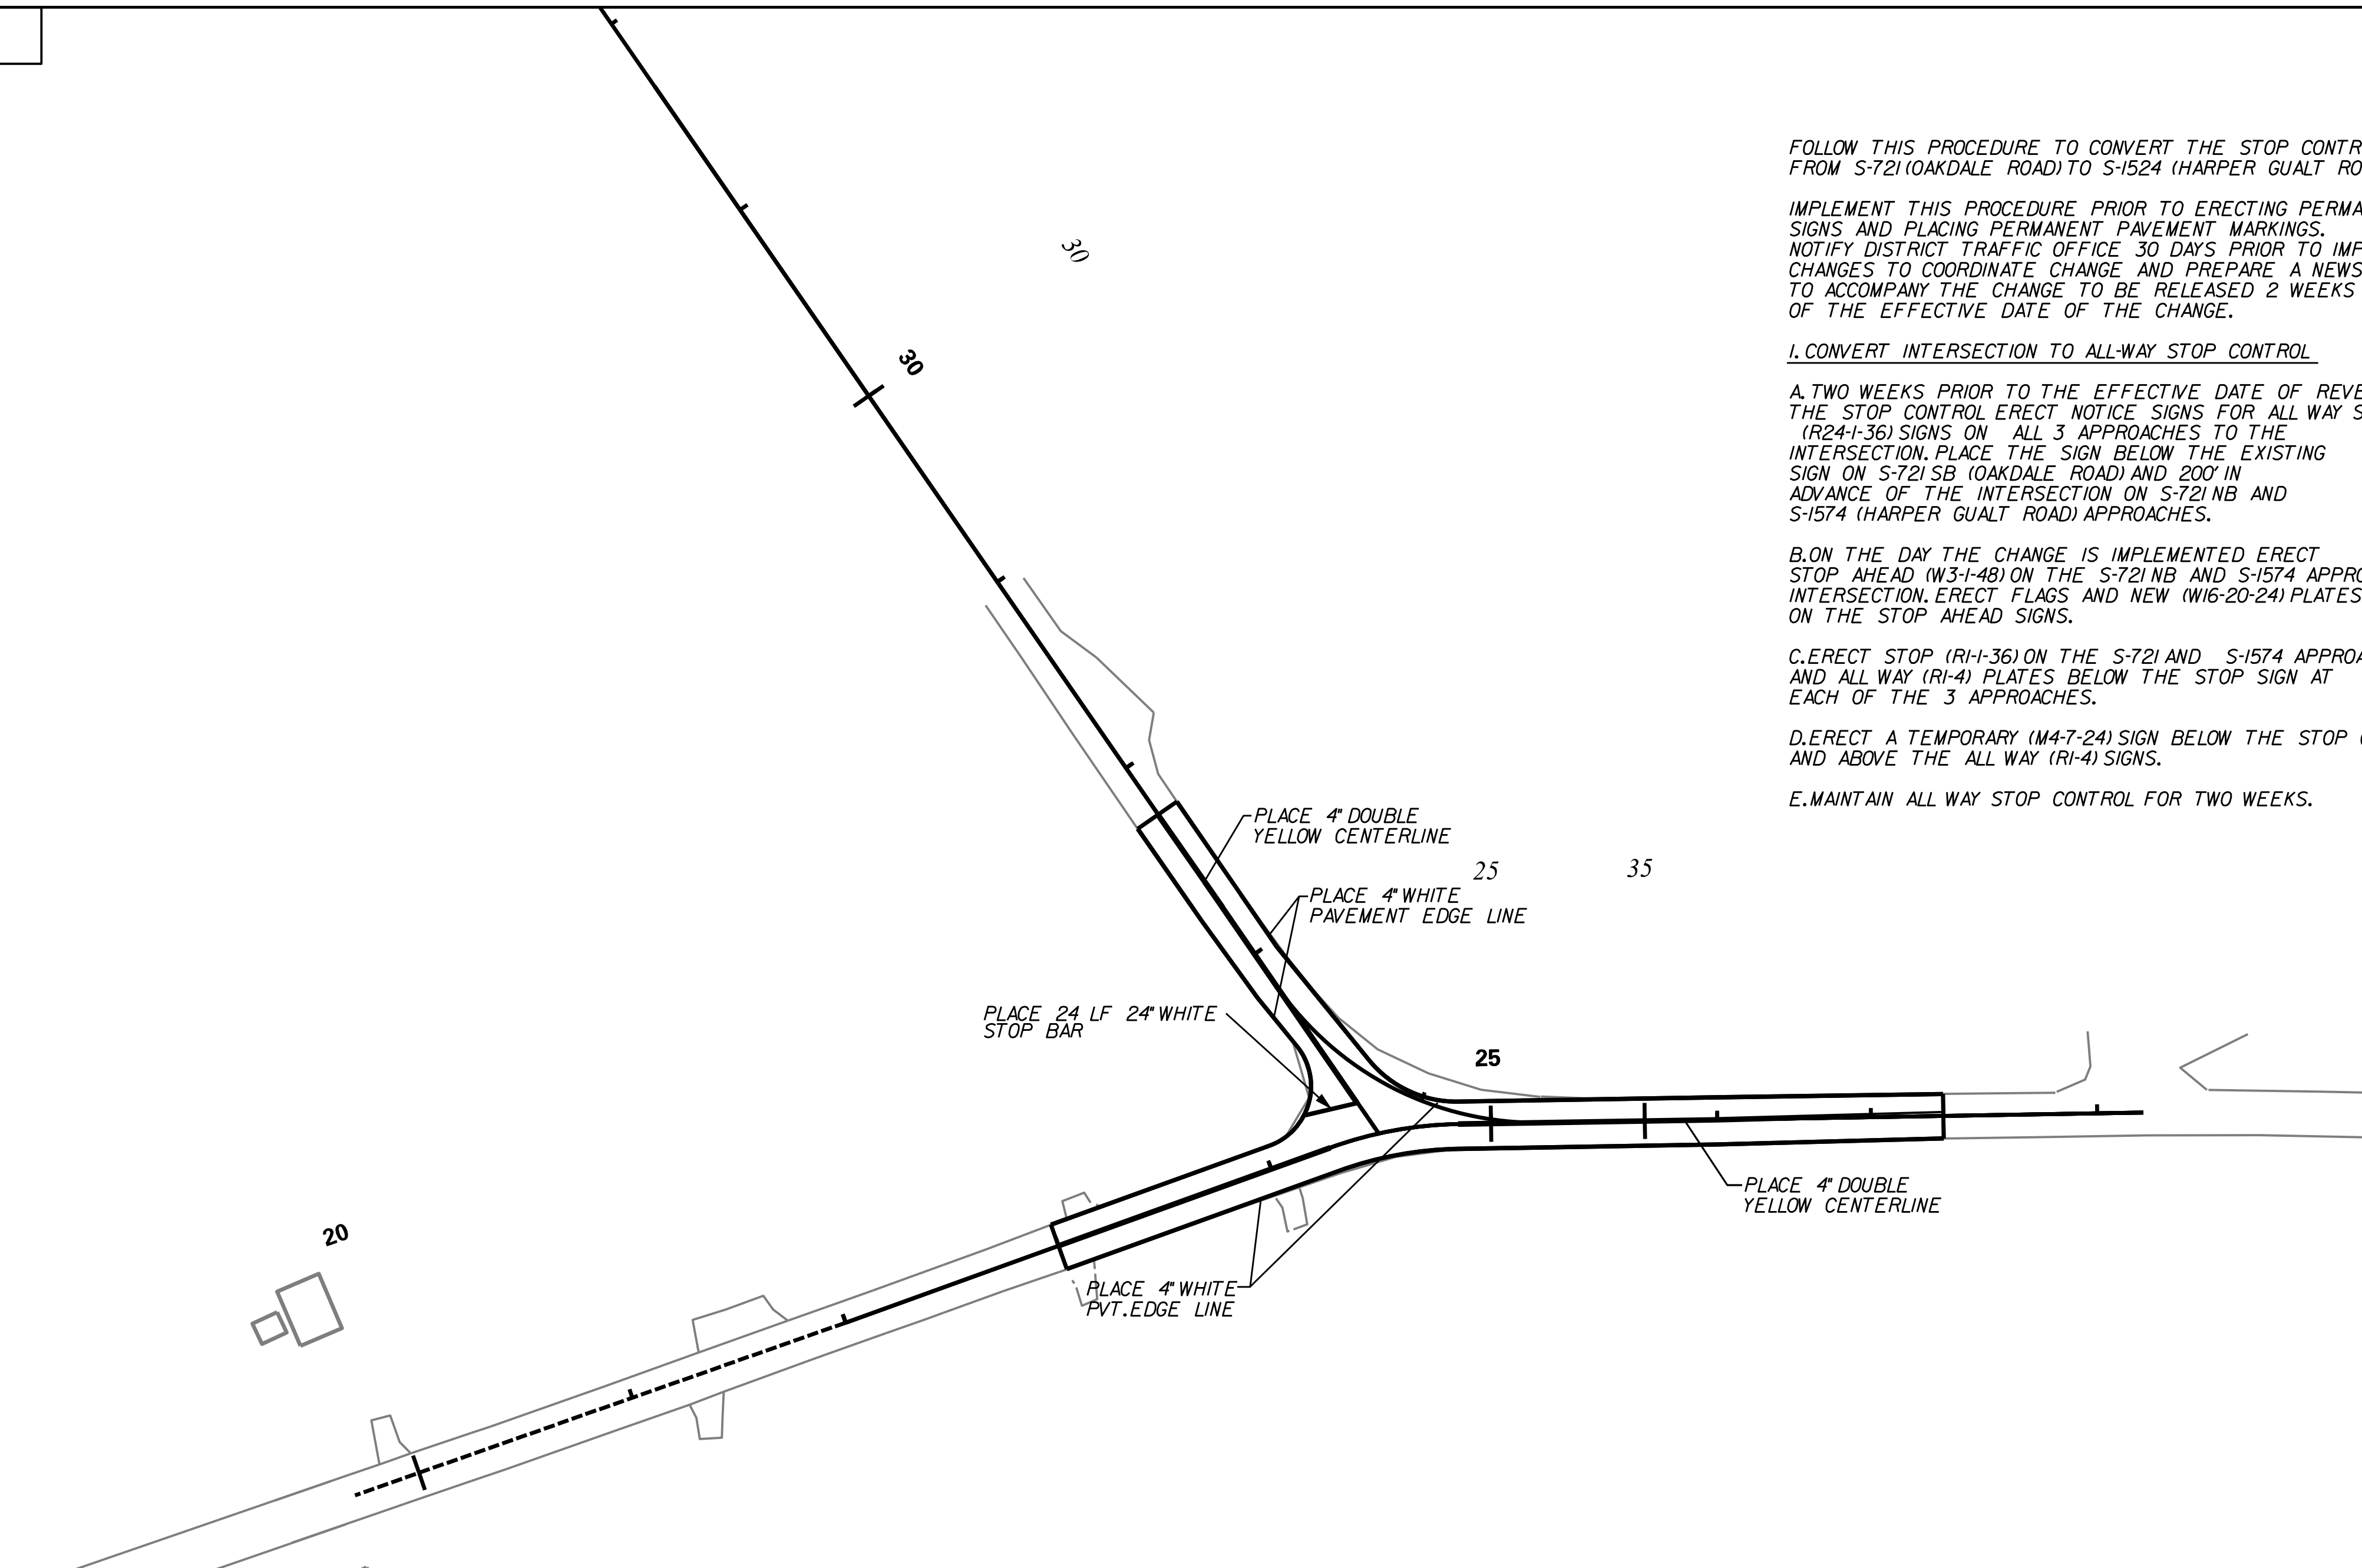 FOLLOW THIS PROCEDURE TO CONVERT THE STOP CONTR
FROM S-721 (OAKDALE ROAD) TO S-1524 (HARPER GUALT RO
IMPLEMENT THIS PROCEDURE PRIOR TO ERECTING PERMA
SIGNS AND PLACING PERMANENT PAVEMENT MARKINGS.
NOTIFY DISTRICT TRAFFIC OFFICE 30 DAYS PRIOR TO IMP
CHANGES TO COORDINATE CHANGE AND PREPARE A NEWS
TO ACCOMPANY THE CHANGE TO BE RELEASED 2 WEEKS
OF THE EFFECTIVE DATE OF THE CHANGE.
I. CONVERT INTERSECTION TO ALL-WAY STOP CONTROL
A. TWO WEEKS PRIOR TO THE EFFECTIVE DATE OF REVE
THE STOP CONTROL ERECT NOTICE SIGNS FOR ALL WAY S
(R24-1-36) SIGNS ON ALL 3 APPROACHES TO THE
INTERSECTION. PLACE THE SIGN BELOW THE EXISTING
SIGN ON S-721 SB (OAKDALE ROAD) AND 200' IN
ADVANCE OF THE INTERSECTION ON S-721 NB AND
S-1574 (HARPER GUALT ROAD) APPROACHES.
B. ON THE DAY THE CHANGE IS IMPLEMENTED ERECT
STOP AHEAD (W3-1-48) ON THE S-721 NB AND S-1574 APPRO
INTERSECTION. ERECT FLAGS AND NEW (W16-20-24) PLATES
ON THE STOP AHEAD SIGNS.
C. ERECT STOP (R1-1-36) ON THE S-721 AND S-1574 APPROA
AND ALL WAY (R1-4) PLATES BELOW THE STOP SIGN AT
EACH OF THE 3 APPROACHES.
D. ERECT A TEMPORARY (M4-7-24) SIGN BELOW THE STOP (
AND ABOVE THE ALL WAY (R1-4) SIGNS.
E. MAINTAIN ALL WAY STOP CONTROL FOR TWO WEEKS.
30
30
PLACE 4" DOUBLE
YELLOW CENTERLINE
25
35
PLACE 4" WHITE
PAVEMENT EDGE LINE
PLACE 24 LF 24" WHITE
STOP BAR
25
PLACE 4" DOUBLE
YELLOW CENTERLINE
20
PLACE 4" WHITE
PVT. EDGE LINE